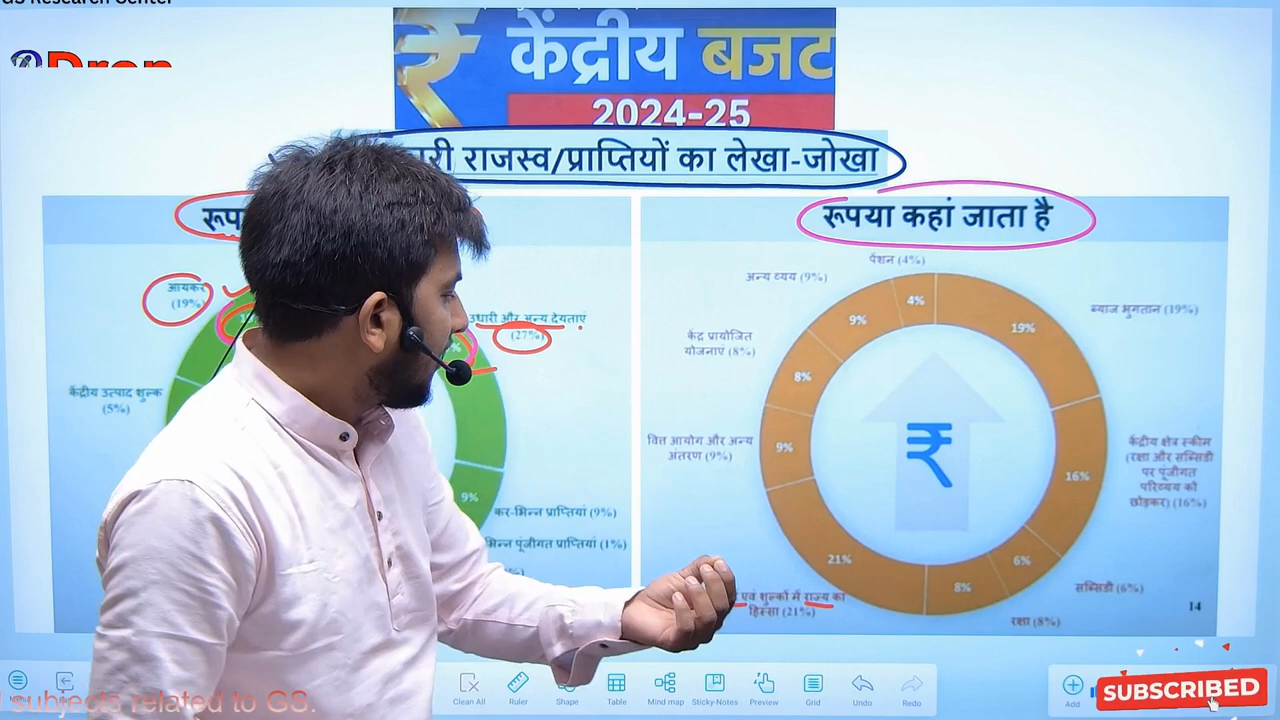 GS Research Center
केंद्रीय बजट
2024-25
राजस्व/प्राप्तियों का लेखा-जोखा
रूपया कहां जाता है
आयकर
(19%)
उधारी और अन्य देयताएं
(27%)
केंद्रीय उत्पाद शुल्क
(5%)
9%
कर-भिन्न प्राप्तियां (9%)
भिन्न पूंजीगत प्राप्तियां (1%)
पेंशन (4%)
अन्य व्यय (9%)
ब्याज भुगतान (19%)
केंद्र प्रायोजित
योजनाएं (8%)
वित्त आयोग और अन्य
अंतरण (9%)
केंद्रीय क्षेत्र स्कीम
(रक्षा और सब्सिडी
पर पूंजीगत
परिव्यय को
छोड़कर) (16%)
4%
9%
19%
8%
9%
16%
21%
8%
6%
₹
सब्सिडी (6%)
एवं शुल्कों में राज्य का
हिस्सा (21%)
रक्षा (8%)
14
Clean All
Ruler
Shape
Table
Mind map
Sticky-Notes
Preview
Grid
Undo
Redo
Add
SUBSCRIBED
subjects related to GS.